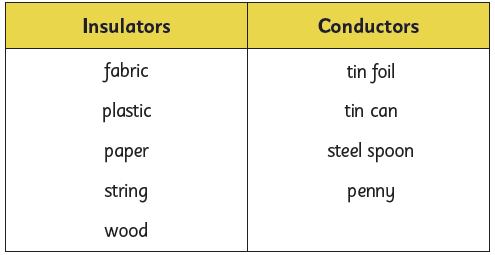 Insulators Conductors
fabric tin foil
plastic tin can
paper steel spoon
string penny
wood